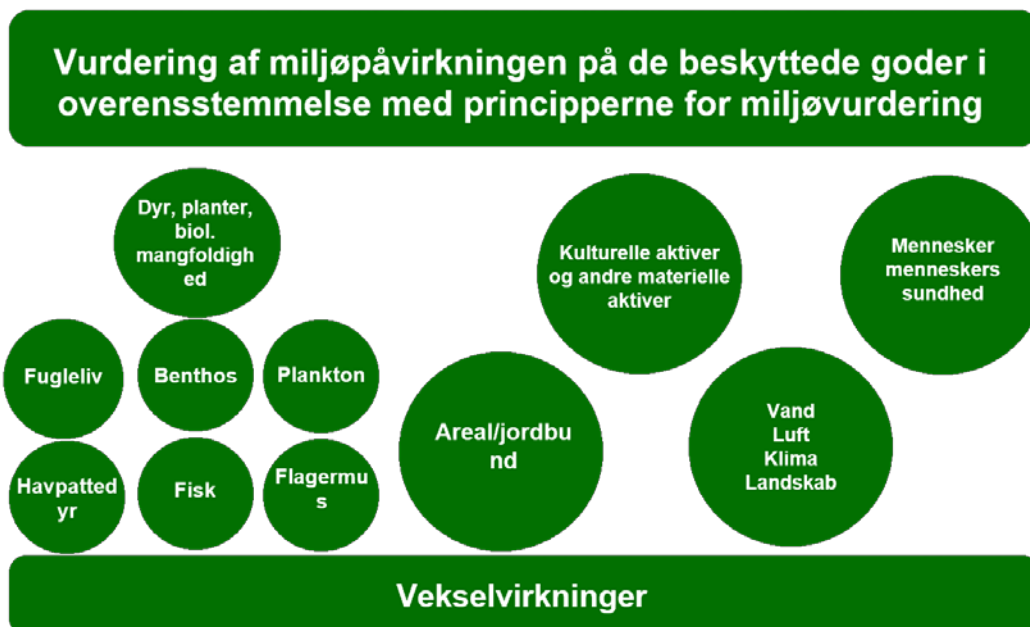 Vurdering af miljøpåvirkningen på de beskyttede goder i
overensstemmelse med principperne for miljøvurdering
Dyr, planter,
biol.
mangfoldigh
ed
Kulturelle aktiver
og andre materielle
aktiver
Mennesker
menneskers
sundhed
Fugleliv
Benthos
Plankton
Areal/jordbu
nd
Vand
Luft
Klima
Landskab
Havpatted
yr
Fisk
Flagermu
s
Vekselvirkninger